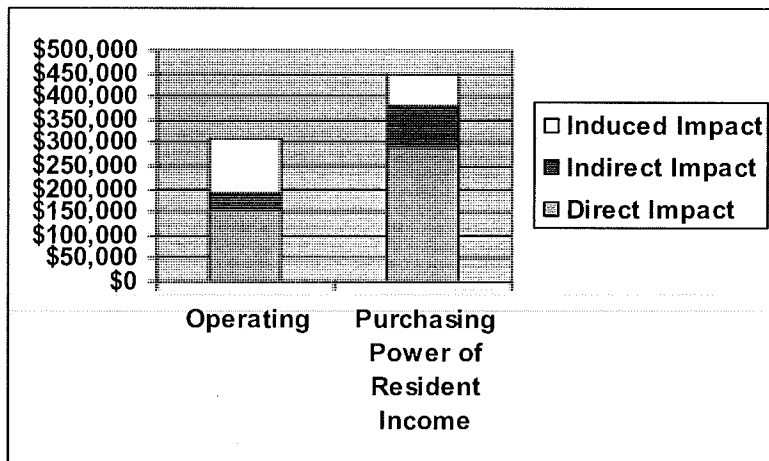 $500,000
$450,000
$400,000
$350,000
$300,000
$250,000
$200,000
$150,000
$100,000
$50,000
$0
Operating
Purchasing
Power of
Resident
Income
Induced Impact
Indirect Impact
Direct Impact